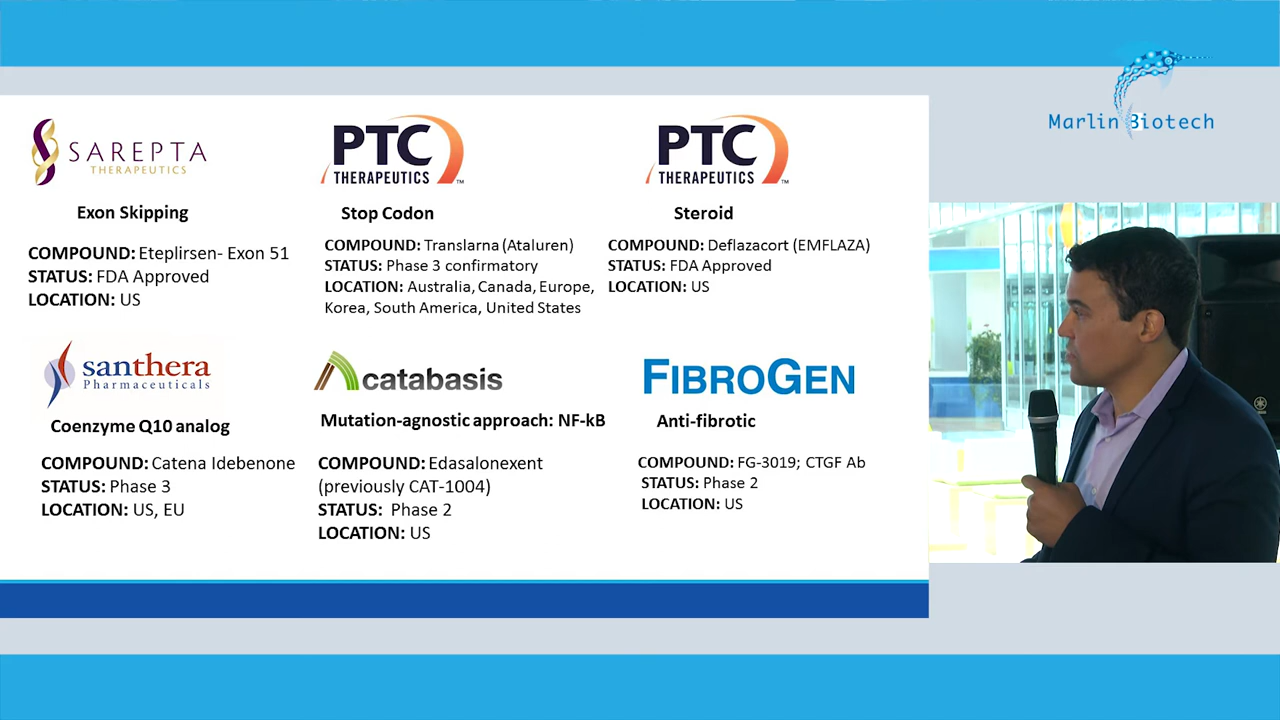 Marlin Biotech
SAREPTA
THERAPEUTICS
Exon Skipping
COMPOUND: Eteplirsen- Exon 51
STATUS: FDA Approved
LOCATION: US
PTC
THERAPEUTICS™
Stop Codon
COMPOUND: Translarna (Ataluren)
STATUS: Phase 3 confirmatory
LOCATION: Australia, Canada, Europe,
Korea, South America, United States
PTC
THERAPEUTICS™
Steroid
COMPOUND: Deflazacort (EMFLAZA)
STATUS: FDA Approved
LOCATION: US
santhera
Pharmaceuticals
Coenzyme Q10 analog
COMPOUND: Catena Idebenone
STATUS: Phase 3
LOCATION: US, EU
catabasis
Mutation-agnostic approach: NF-kB
COMPOUND: Edasalonexent
(previously CAT-1004)
STATUS: Phase 2
LOCATION: US
FIBROGEN
Anti-fibrotic
COMPOUND: FG-3019; CTGF Ab
STATUS: Phase 2
LOCATION: US